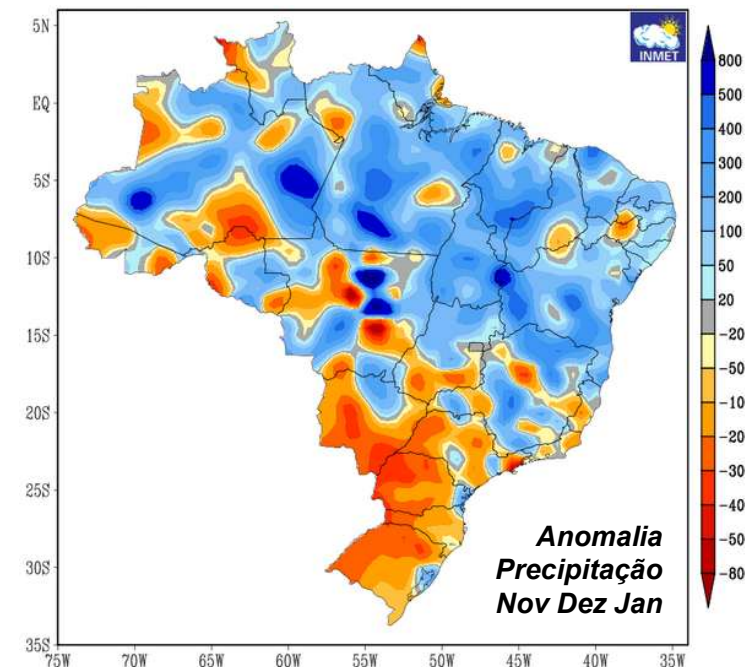 5N
EQ
5S
10S
15S
20S
25S
30S
35S
75W 70W 65W 60W 55W 50W 45W 40W 35W
INMET
800
500
400
300
200
100
50
20
-20
-50
-10
-20
-30
-40
-50
-80
Anomalia
Precipitação
Nov Dez Jan